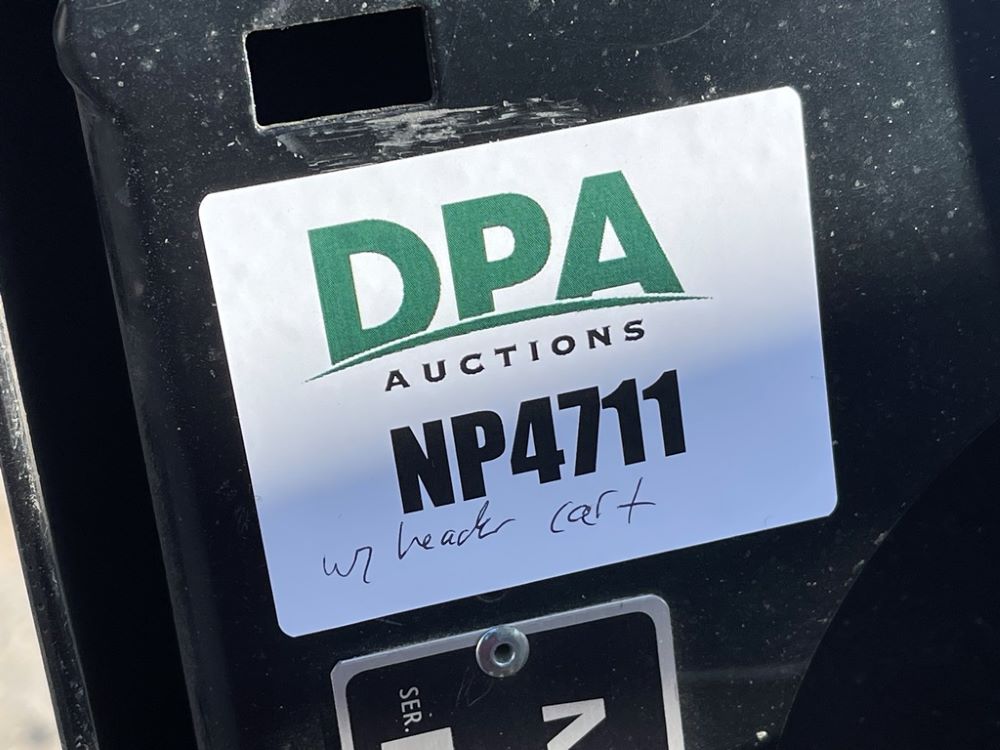 DPA
AUCTIONS
NP4711
w/ header cart
SER.